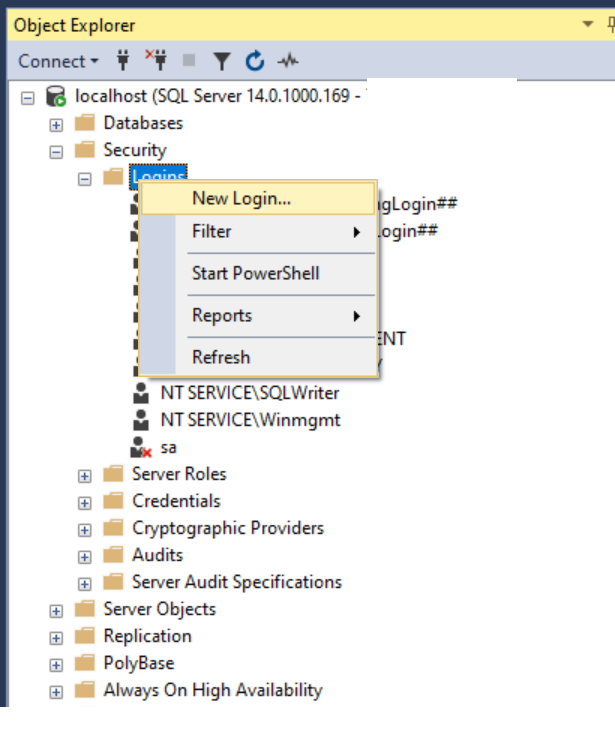 Object Explorer
Connect
localhost (SQL Server 14.0.1000.169 -
Databases
Security
Logins
New Login...
gLogin##
Filter
Login##
Start PowerShell
Reports
ENT
Refresh
NT SERVICE\SQLWriter
NT SERVICE\Winmgmt
sa
Server Roles
Credentials
Cryptographic Providers
Audits
Server Audit Specifications
Server Objects
Replication
PolyBase
Always On High Availability